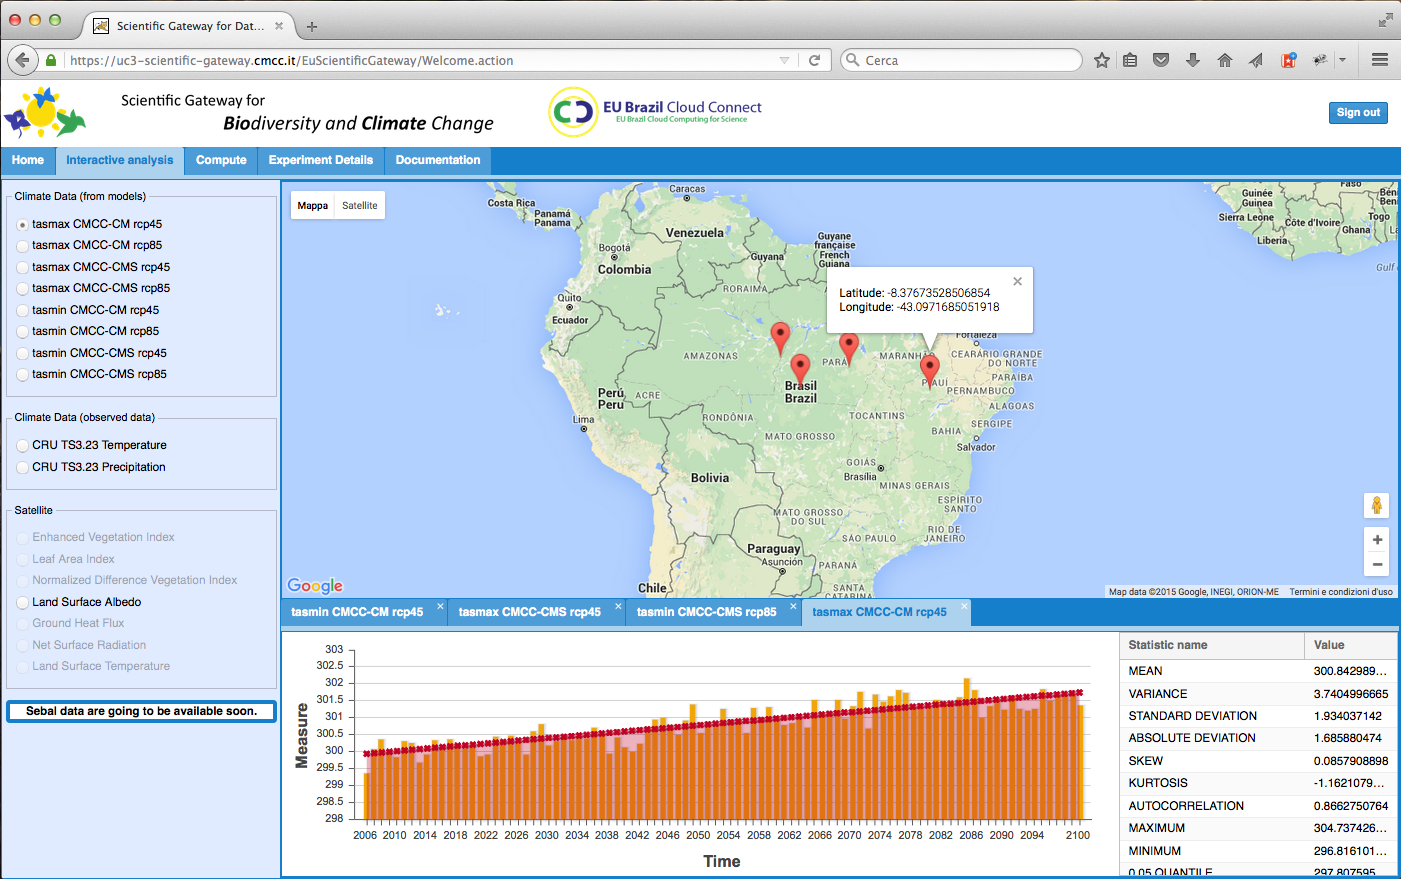 Scientific Gateway for Dat...
https://uc3-scientific-gateway.cmcc.it/EuScientificGateway/Welcome.action
Cerca
Scientific Gateway for
Biodiversity and Climate Change
EU Brazil Cloud Connect
EU Brazil Cloud Computing for Science
Sign out
Home
Interactive analysis
Compute
Experiment Details
Documentation
Climate Data (from models)
tasmax CMCC-CM rcp45
tasmax CMCC-CM rcp85
tasmax CMCC-CMS rcp45
tasmax CMCC-CMS rcp85
tasmin CMCC-CM rcp45
tasmin CMCC-CM rcp85
tasmin CMCC-CMS rcp45
tasmin CMCC-CMS rcp85
Climate Data (observed data)
CRU TS3.23 Temperature
CRU TS3.23 Precipitation
Satellite
Enhanced Vegetation Index
Leaf Area Index
Normalized Difference Vegetation Index
Land Surface Albedo
Ground Heat Flux
Net Surface Radiation
Land Surface Temperature
Sebal data are going to be available soon.
Mappa
Satellite
Costa Rica
Panamá
Panama
Caracas
Venezuela
Bogotá
Colombia
Guyana
Guyane
française
French
Guiana
Quito
Ecuador
RORAIMA
AMAZONAS
PARÁ
MARANHÃO
Fortaleza
CEARÁ
RIO GRANDE
DO NORTE
PARAÍBA
PIAUÍ
PERNAMBUCO
ALAGOAS
SERGIPE
Perú
Peru
ACRE
Lima
RONDÔNIA
Brasil
Brazil
TOCANTINS
BAHIA
Salvador
MATO GROSSO
GOIÁS
Brasília
Bolivia
MINAS GERAIS
ESPÍRITO
SANTO
MATO GROSSO
DO SUL
RIO DE
JANEIRO
SÃO PAULO
Paraguay
Asunción
PARANÁ
SANTA
CATARINA
Chile
Guinée
Guinea
Sierra Leone
Liberia
Côte d'Ivoire
Ghana
Faso
Togo
Gulf
Latitude: -8.37673528506854
Longitude: -43.0971685051918
Google
Map data ©2015 Google, INEGI, ORION-ME
Termini e condizioni d'uso
tasmin CMCC-CM rcp45
tasmax CMCC-CMS rcp45
tasmin CMCC-CMS rcp85
tasmax CMCC-CM rcp45
Measure
303
302.5
302
301.5
301
300.5
300
299.5
299
298.5
298
2006 2010 2014 2018 2022 2026 2030 2034 2038 2042 2046 2050 2054 2058 2062 2066 2070 2074 2078 2082 2086 2090 2094 2100
Time
Statistic name Value
MEAN 300.842989...
VARIANCE 3.7404996665
STANDARD DEVIATION 1.934037142
ABSOLUTE DEVIATION 1.685880474
SKEW 0.0857908898
KURTOSIS -1.1621079...
AUTOCORRELATION 0.8662750764
MAXIMUM 304.737426...
MINIMUM 296.816101...
0.05 QUANTILE 297.807595